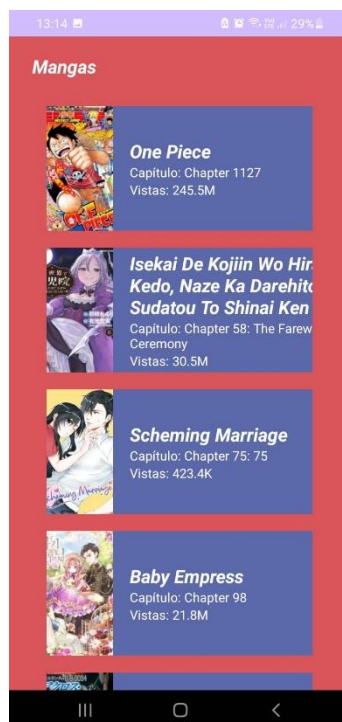 13:14
29%
Mangas
One Piece
Capítulo: Chapter 1127
Vistas: 245.5M
Isekai De Kojiin Wo Hir
Kedo, Naze Ka Darehito
Sudatou To Shinai Ken
Capítulo: Chapter 58: The Farew
Ceremony
Vistas: 30.5M
Scheming Marriage
Capítulo: Chapter 75: 75
Vistas: 423.4K
Baby Empress
Capítulo: Chapter 98
Vistas: 21.8M